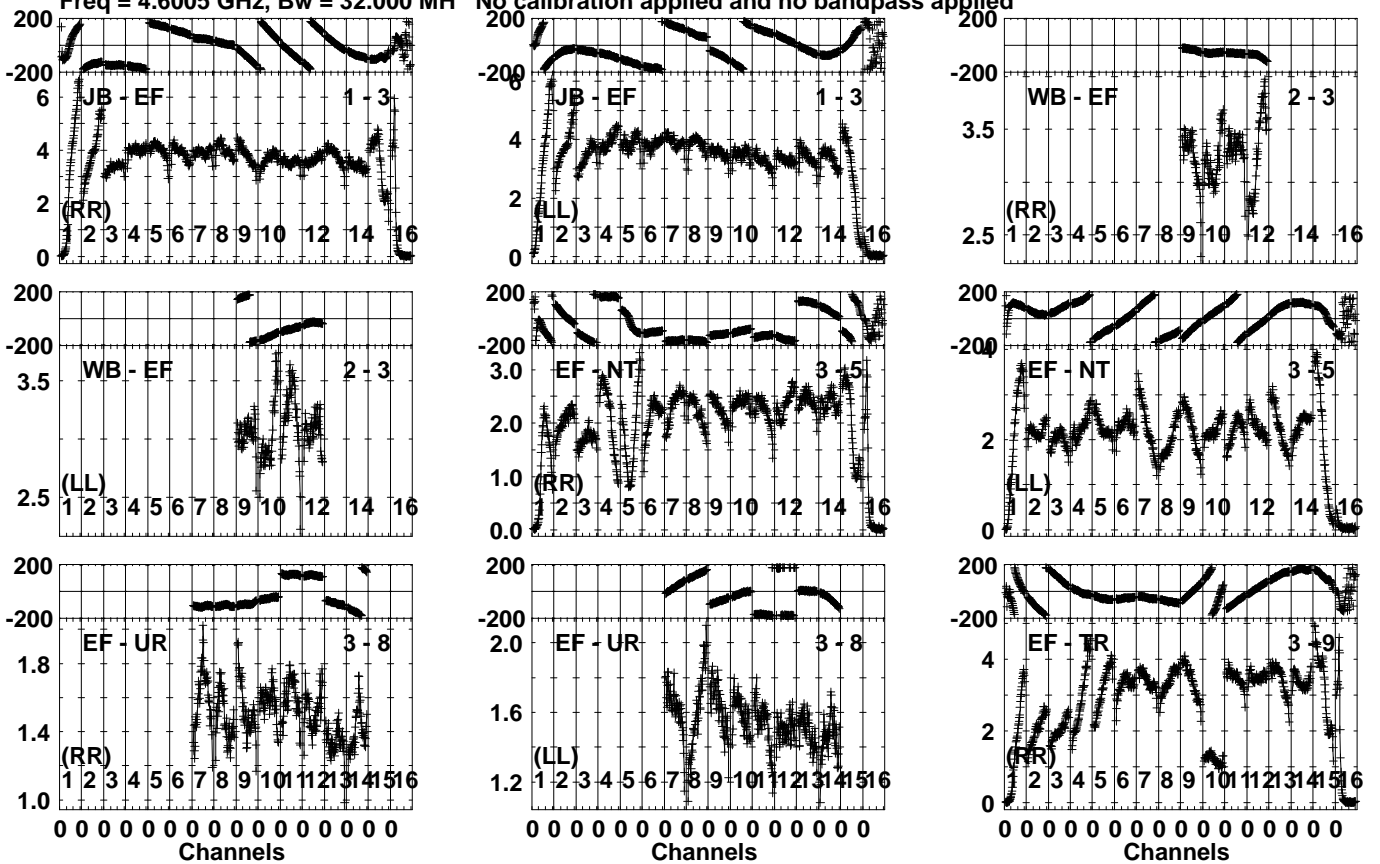 Freq = 4.6005 GHz, Bw = 32.000 MH No calibration applied and no bandpass applied
200
-200
6
4
2
0
JB - EF 1 - 3
(RR)
1 2 3 4 5 6 7 8 9 10 12 14 16
200
-200
6
4
2
0
JB - EF 1 - 3
(LL)
1 2 3 4 5 6 7 8 9 10 12 14 16
200
-200
3.5
2.5
WB - EF 2 - 3
(RR)
1 2 3 4 5 6 7 8 9 10 12 14 16
200
-200
3.5
2.5
WB - EF 2 - 3
(LL)
1 2 3 4 5 6 7 8 9 10 12 14 16
200
-200
3.0
2.0
1.0
0.0
EF - NT 3 - 5
(RR)
1 2 3 4 5 6 7 8 9 10 12 14 16
200
-200
4
2
0
EF - NT 3 - 5
(LL)
1 2 3 4 5 6 7 8 9 10 12 14 16
200
-200
1.8
1.4
1.0
EF - UR 3 - 8
(RR)
1 2 3 4 5 6 7 8 9 10 11 12 13 14 15 16
0 0 0 0 0 0 0 0 0 0 0 0 0 0 0 0
Channels
200
-200
2.0
1.6
1.2
EF - UR 3 - 8
(LL)
1 2 3 4 5 6 7 8 9 10 11 12 13 14 15 16
0 0 0 0 0 0 0 0 0 0 0 0 0 0 0 0
Channels
200
-200
4
2
0
EF - TR 3 - 9
(RR)
1 2 3 4 5 6 7 8 9 10 11 12 13 14 15 16
0 0 0 0 0 0 0 0 0 0 0 0 0 0 0 0
Channels